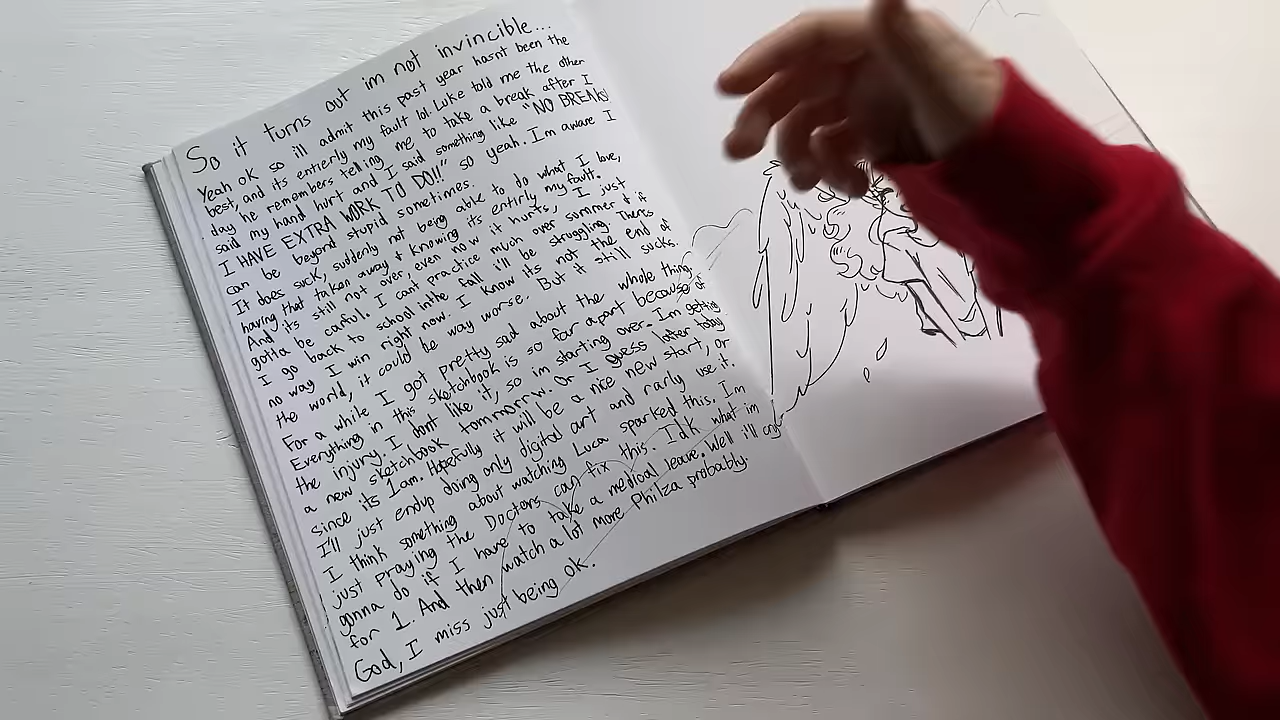 So it turns out im not invincible...
Yeah ok so ill admit this past year hasnt been the
best, and its entirerly my fault lol. Luke told me the other
day he remembers telling me to take a break after I
said my hand hurt and I said something like "NO BREAKS
I HAVE EXTRA WORK TO DO!!" so yeah. I'm aware I
can be beyond stupid sometimes.
It does suck, suddenly not being able to do what I love,
having that taken away + knowing its entirly my fault.
And its still not over, even now it hurts, I just
gotta be carful. I cant practice much over summer & if
I go back to school inthe fall i'll be struggling. Theres
no way I win right now. I know its not the end of
the world, it could be way worse. But it still sucks.
For a while I got pretty sad about the whole thing.
Everything in this sketchbook is so far apart because of
the injury. I dont like it, so im starting over. I'm getting
a new sketchbook tommorrw. Or I guess later today
since its 1am. Hopefully it will be a nice new start, or
I'll just endup doing only digital art and rarly use it.
I think something about watching Luca sparked this. I'm
just praying the Doctors can fix this. Idk what im
gonna do if I have to take a medical leave. Well i'll
for 1. And then watch a lot more Philza probably.
God, I miss just being ok.